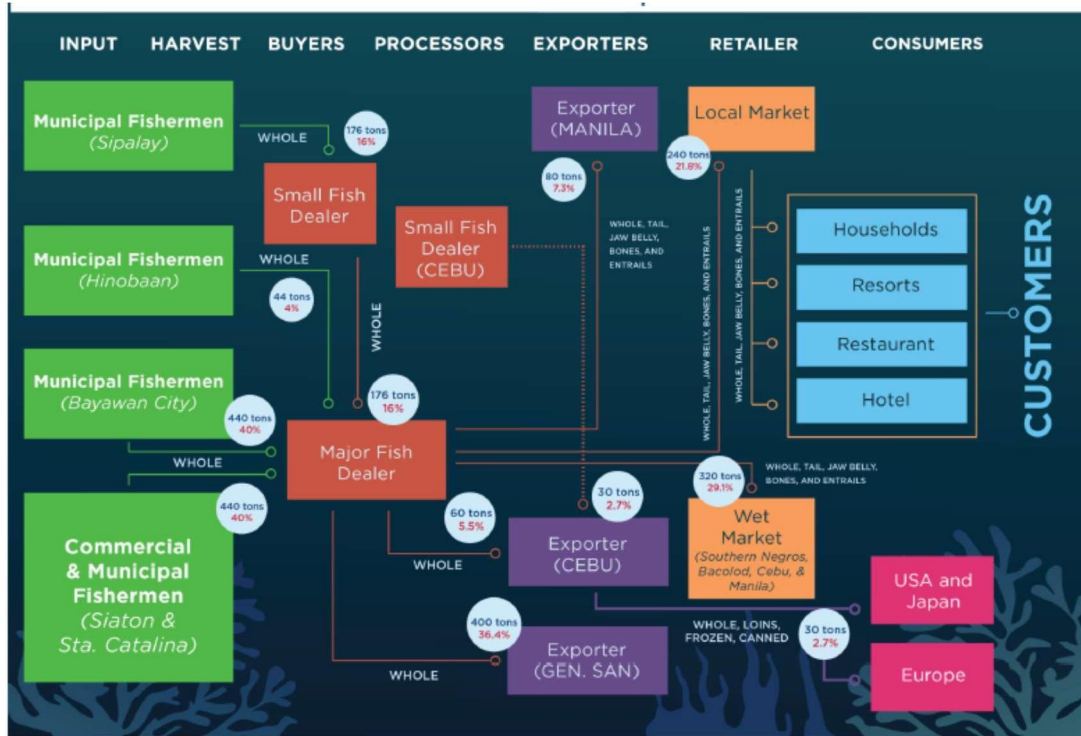 INPUT HARVEST BUYERS PROCESSORS EXPORTERS RETAILER CONSUMERS
Municipal Fishermen
(Sipalay)
WHOLE
176 tons
16%
Small Fish
Dealer
Municipal Fishermen
(Hinobaan)
WHOLE
44 tons
4%
Small Fish
Dealer
(CEBU)
WHOLE
Municipal Fishermen
(Bayawan City)
440 tons
40%
WHOLE
Commercial
& Municipal
Fishermen
(Siaton &
Sta. Catalina)
440 tons
40%
176 tons
16%
Major Fish
Dealer
60 tons
5.5%
WHOLE
400 tons
36.4%
WHOLE
Exporter
(MANILA)
80 tons
7.3%
WHOLE, TAIL,
JAW BELLY,
BONES, AND
ENTRAILS
30 tons
2.7%
Exporter
(CEBU)
Exporter
(GEN. SAN)
Local Market
240 tons
21.8%
WHOLE, TAIL, JAW BELLY, BONES, AND ENTRAILS
WHOLE, TAIL, JAW BELLY, BONES, AND ENTRAILS
320 tons
29.1%
WHOLE, TAIL, JAW BELLY,
BONES, AND ENTRAILS
Wet
Market
(Southern Negros,
Bacolod, Cebu, &
Manila)
WHOLE, LOINS,
FROZEN, CANNED
30 tons
2.7%
Households
Resorts
Restaurant
Hotel
CUSTOMERS
USA and
Japan
Europe